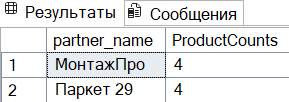 Результаты Сообщения
partner_name ProductCounts
1 МонтажПро 4
2 Паркет 29 4